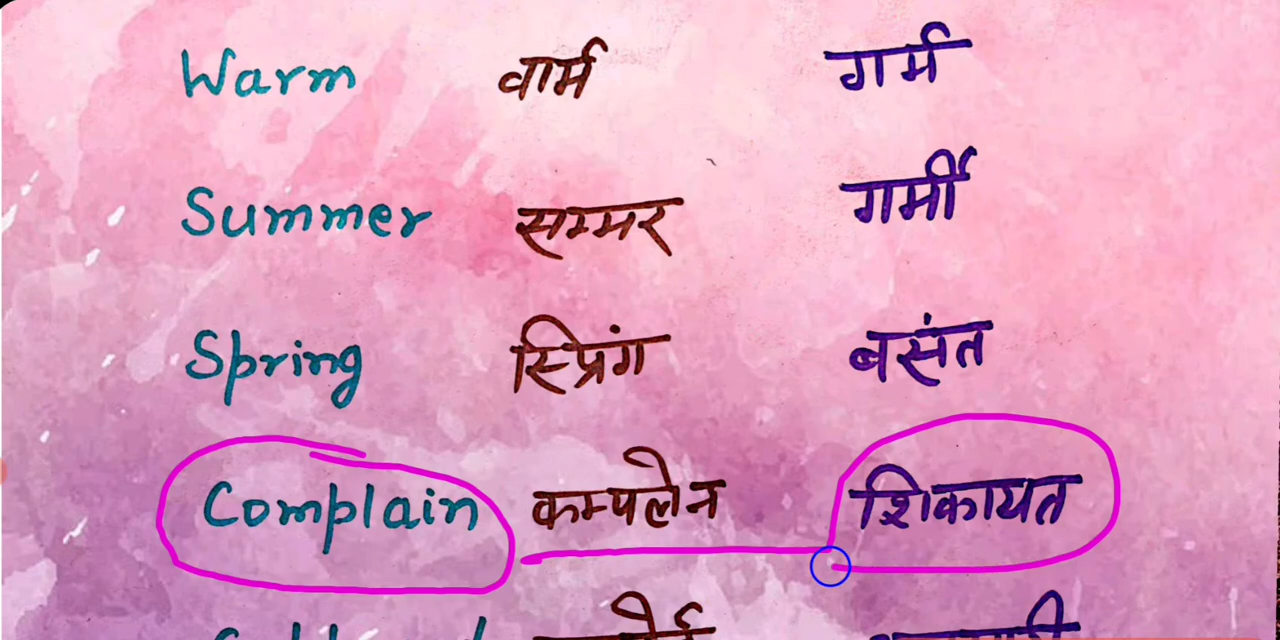 Warm वार्म गर्म
Summer सम्मर गर्मी
Spring स्प्रिंग बसंत
Complain कम्पलेन शिकायत